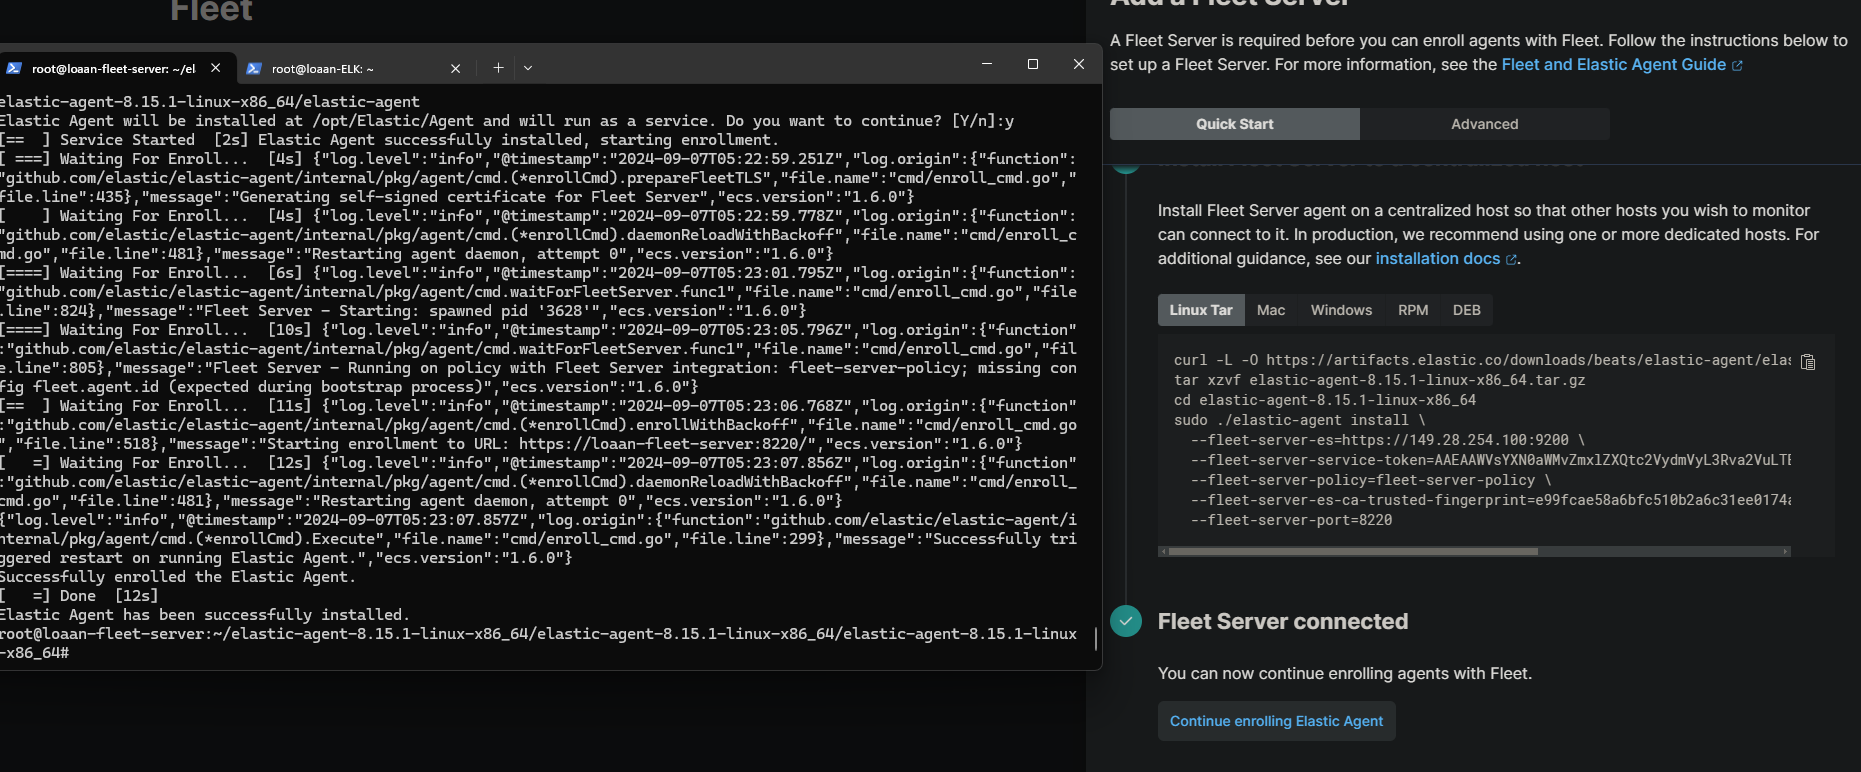 Fleet
root@loaan-fleet-server: ~/el
root@loaan-ELK: ~
elastic-agent-8.15.1-linux-x86_64/elastic-agent
Elastic Agent will be installed at /opt/Elastic/Agent and will run as a service. Do you want to continue? [Y/n]:y
[==  ] Service Started  [2s] Elastic Agent successfully installed, starting enrollment.
[ ===] Waiting For Enroll...  [4s] {"log.level":"info","@timestamp":"2024-09-07T05:22:59.251Z","log.origin":{"function":
"github.com/elastic/elastic-agent/internal/pkg/agent/cmd.(*enrollCmd).prepareFleetTLS","file.name":"cmd/enroll_cmd.go","
file.line":435},"message":"Generating self-signed certificate for Fleet Server","ecs.version":"1.6.0"}
[    ] Waiting For Enroll...  [4s] {"log.level":"info","@timestamp":"2024-09-07T05:22:59.778Z","log.origin":{"function":
"github.com/elastic/elastic-agent/internal/pkg/agent/cmd.(*enrollCmd).daemonReloadWithBackoff","file.name":"cmd/enroll_c
md.go","file.line":481},"message":"Restarting agent daemon, attempt 0","ecs.version":"1.6.0"}
[====] Waiting For Enroll...  [6s] {"log.level":"info","@timestamp":"2024-09-07T05:23:01.795Z","log.origin":{"function":
"github.com/elastic/elastic-agent/internal/pkg/agent/cmd.waitForFleetServer.func1","file.name":"cmd/enroll_cmd.go","file
.line":824},"message":"Fleet Server - Starting: spawned pid '3628'","ecs.version":"1.6.0"}
[====] Waiting For Enroll...  [10s] {"log.level":"info","@timestamp":"2024-09-07T05:23:05.796Z","log.origin":{"function"
:"github.com/elastic/elastic-agent/internal/pkg/agent/cmd.waitForFleetServer.func1","file.name":"cmd/enroll_cmd.go","fil
e.line":805},"message":"Fleet Server - Running on policy with Fleet Server integration: fleet-server-policy; missing con
fig fleet.agent.id (expected during bootstrap process)","ecs.version":"1.6.0"}
[==  ] Waiting For Enroll...  [11s] {"log.level":"info","@timestamp":"2024-09-07T05:23:06.768Z","log.origin":{"function"
:"github.com/elastic/elastic-agent/internal/pkg/agent/cmd.(*enrollCmd).enrollWithBackoff","file.name":"cmd/enroll_cmd.go
","file.line":518},"message":"Starting enrollment to URL: https://loaan-fleet-server:8220/","ecs.version":"1.6.0"}
[   =] Waiting For Enroll...  [12s] {"log.level":"info","@timestamp":"2024-09-07T05:23:07.856Z","log.origin":{"function"
:"github.com/elastic/elastic-agent/internal/pkg/agent/cmd.(*enrollCmd).daemonReloadWithBackoff","file.name":"cmd/enroll_
cmd.go","file.line":481},"message":"Restarting agent daemon, attempt 0","ecs.version":"1.6.0"}
{"log.level":"info","@timestamp":"2024-09-07T05:23:07.857Z","log.origin":{"function":"github.com/elastic/elastic-agent/i
nternal/pkg/agent/cmd.(*enrollCmd).Execute","file.name":"cmd/enroll_cmd.go","file.line":299},"message":"Successfully tri
ggered restart on running Elastic Agent.","ecs.version":"1.6.0"}
Successfully enrolled the Elastic Agent.
[   =] Done  [12s]
Elastic Agent has been successfully installed.
root@loaan-fleet-server:~/elastic-agent-8.15.1-linux-x86_64/elastic-agent-8.15.1-linux-x86_64/elastic-agent-8.15.1-linux
-x86_64#
Add a Fleet Server
A Fleet Server is required before you can enroll agents with Fleet. Follow the instructions below to
set up a Fleet Server. For more information, see the Fleet and Elastic Agent Guide
Quick Start
Advanced
Install Fleet Server to a centralized host
Install Fleet Server agent on a centralized host so that other hosts you wish to monitor
can connect to it. In production, we recommend using one or more dedicated hosts. For
additional guidance, see our installation docs.
Linux Tar
Mac
Windows
RPM
DEB
curl -L -O https://artifacts.elastic.co/downloads/beats/elastic-agent/elas
tar xzvf elastic-agent-8.15.1-linux-x86_64.tar.gz
cd elastic-agent-8.15.1-linux-x86_64
sudo ./elastic-agent install \
--fleet-server-es=https://149.28.254.100:9200 \
--fleet-server-service-token=AAEAAWVsYXN0aWMvZmxlZXQtc2VydmVyL3Rva2VuLTE
--fleet-server-policy=fleet-server-policy \
--fleet-server-es-ca-trusted-fingerprint=e99fcae58a6bfc510b2a6c31ee0174a
--fleet-server-port=8220
Fleet Server connected
You can now continue enrolling agents with Fleet.
Continue enrolling Elastic Agent